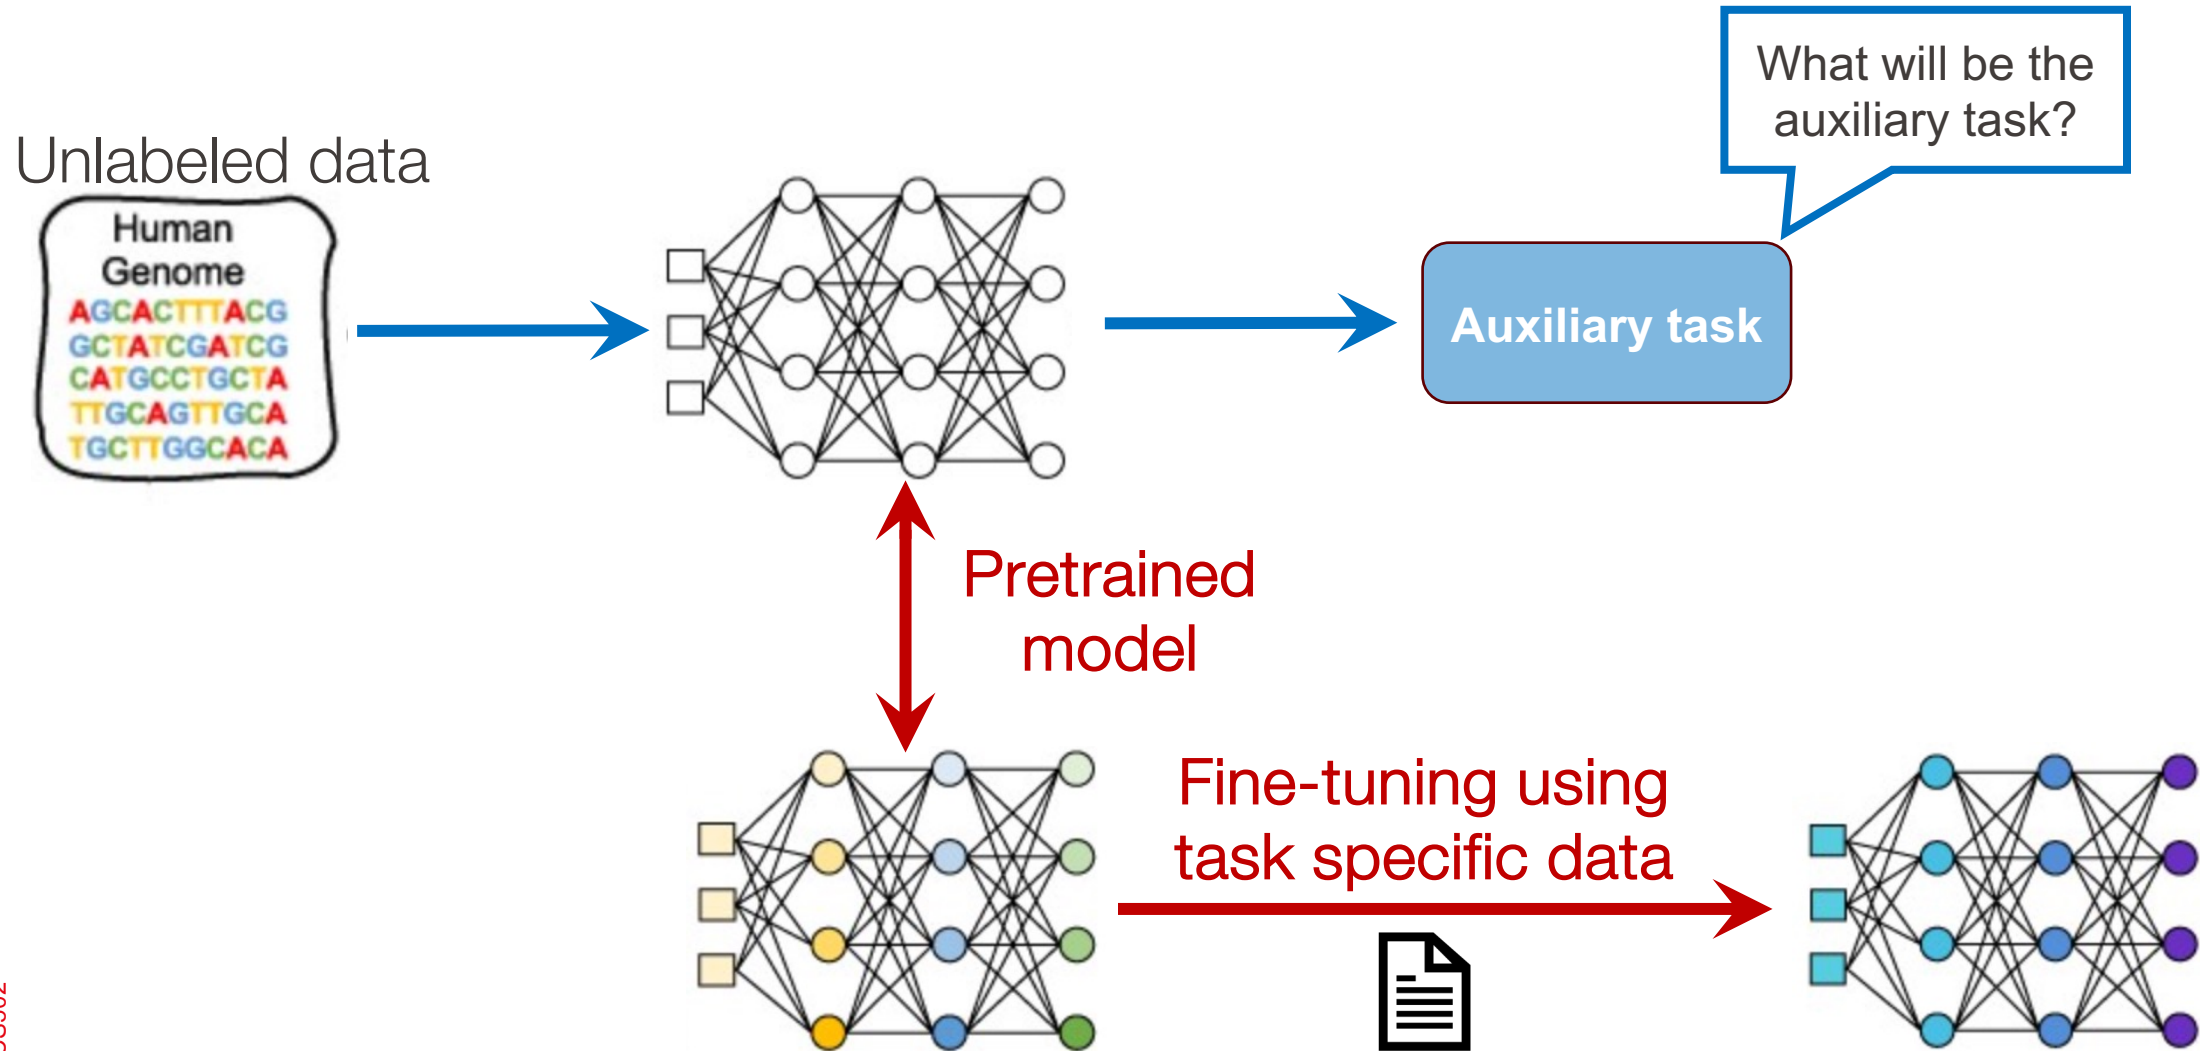 What will be the
auxiliary task?
Unlabeled data
Human
Genome
AGCACTTTACG
GCTATCGATCG
CATGCCTGCTA
TTGCAGTTGCA
TGCTTGGCACA
Auxiliary task
Pretrained
model
Fine-tuning using
task specific data